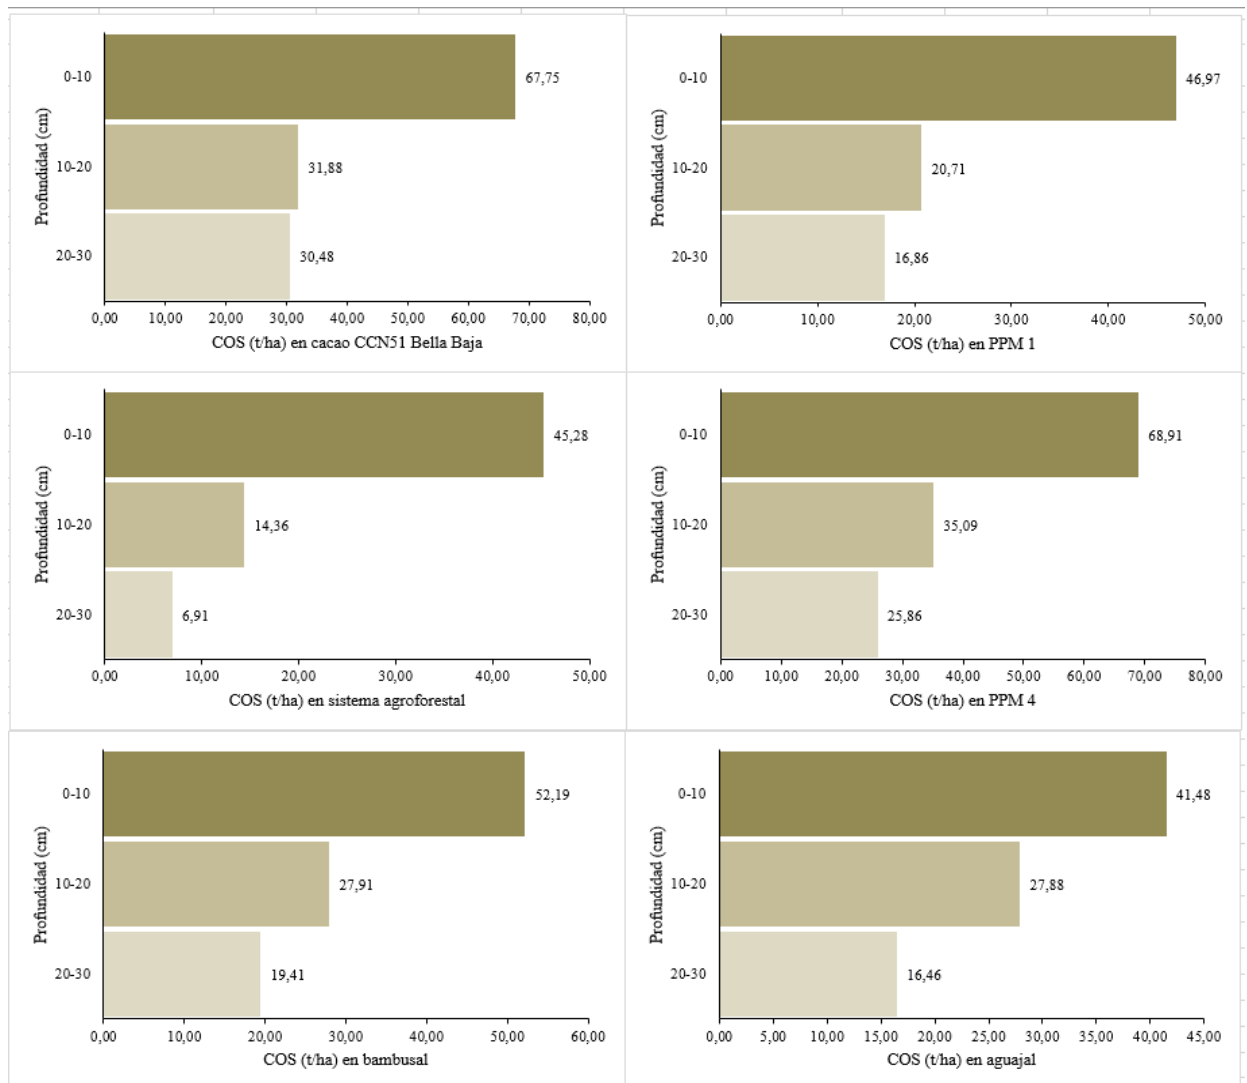 Profundidad (cm)
0-10
67,75
10-20
31,88
20-30
30,48
0,00 10,00 20,00 30,00 40,00 50,00 60,00 70,00 80,00
COS (t/ha) en cacao CCN51 Bella Baja
Profundidad (cm)
0-10
46,97
10-20
20,71
20-30
16,86
0,00 10,00 20,00 30,00 40,00 50,00
COS (t/ha) en PPM 1
Profundidad (cm)
0-10
45,28
10-20
14,36
20-30
6,91
0,00 10,00 20,00 30,00 40,00 50,00
COS (t/ha) en sistema agroforestal
Profundidad (cm)
0-10
68,91
10-20
35,09
20-30
25,86
0,00 10,00 20,00 30,00 40,00 50,00 60,00 70,00 80,00
COS (t/ha) en PPM 4
Profundidad (cm)
0-10
52,19
10-20
27,91
20-30
19,41
0,00 10,00 20,00 30,00 40,00 50,00 60,00
COS (t/ha) en bambusal
Profundidad (cm)
0-10
41,48
10-20
27,88
20-30
16,46
0,00 5,00 10,00 15,00 20,00 25,00 30,00 35,00 40,00 45,00
COS (t/ha) en aguajal